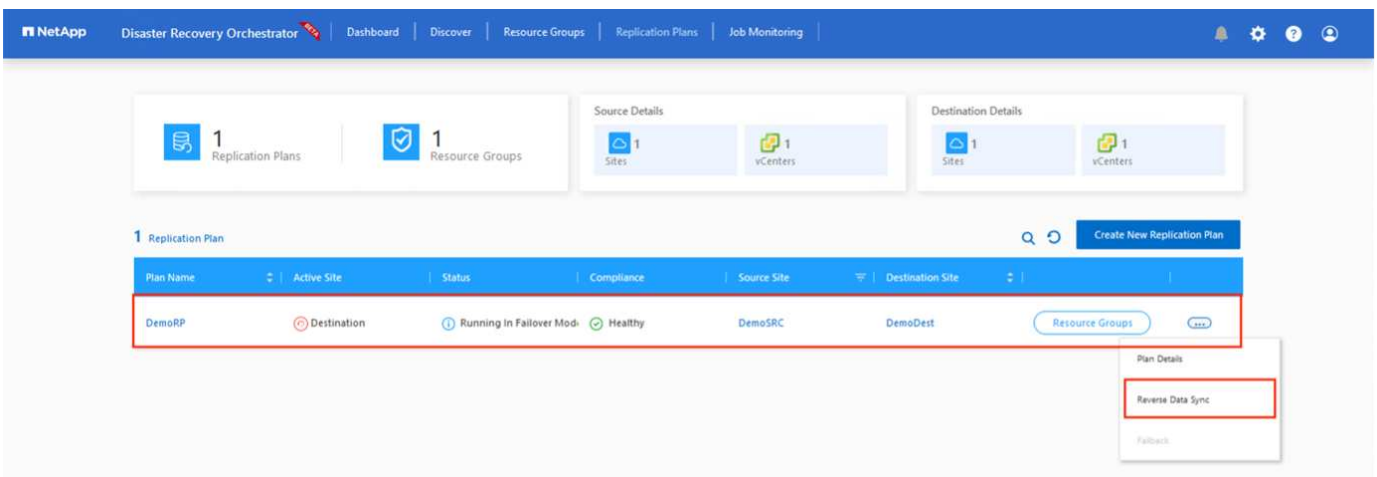 NetApp Disaster Recovery Orchestrator BETA Dashboard Discover Resource Groups Replication Plans Job Monitoring
Source Details Destination Details
1 Replication Plans 1 Resource Groups 1 Sites 1 vCenters 1 Sites 1 vCenters
1 Replication Plan Create New Replication Plan
Plan Name Active Site Status Compliance Source Site Destination Site
DemoRP Destination Running In Failover Mod Healthy DemoSRC DemoDest Resource Groups
Plan Details
Reverse Data Sync
Failback